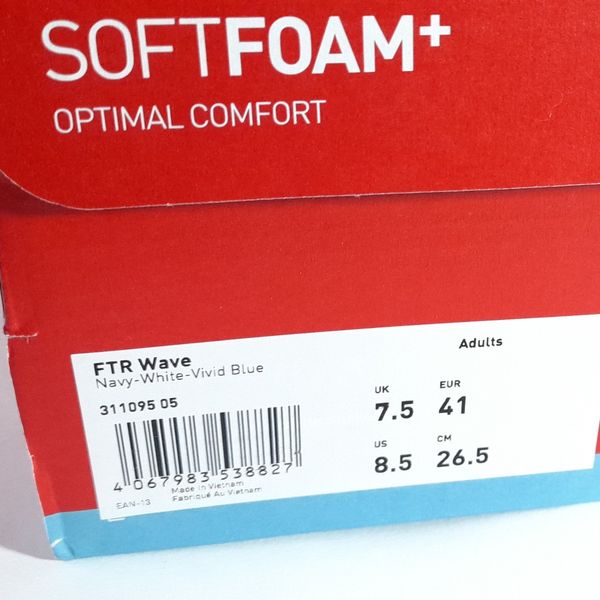 SOFTFOAM+
OPTIMAL COMFORT
FTR Wave
Navy-White-Vivid Blue
311095 05
4 067983 538827
EAN-13
Made in Vietnam
Fabriqué Au Vietnam
Adults
UK
7.5
EUR
41
US
8.5
CM
26.5